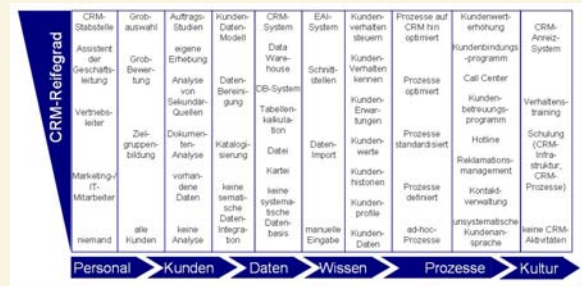 CRM-Reifegrad
CRM-
Stabstelle
Assistent
der
Geschäfts-
leitung
Vertriebs-
leiter
Marketing-/
IT-
Mitarbeiter
niemand
Grob-
auswahl
Grob-
Bewer-
tung
Ziel-
gruppen-
bildung
alle
Kunden
Auftrags-
Studien
eigene
Erhebung
Analyse
von
Sekundär-
Quellen
Dokumen-
ten-
Analyse
vorhan-
dene
Daten
keine
Analyse
Kunden-
Daten-
Modell
Daten-
Bereini-
gung
Katalogi-
sierung
keine
sematі-
sche
Daten-
Integra-
tion
CRM-
System
Data
Ware-
house
DB-System
Tabellen-
kalkula-
tion
Datei
Kartei
keine
systema-
tische
Daten-
basis
EAI-
System
Schnitt-
stellen
Daten-
Import
manuelle
Eingabe
Kunden-
verhalten
steuern
Kunden-
Verhalten
kennen
Kunden-
Erwar-
tungen
Kunden-
werte
Kunden-
historien
Kunden-
profile
Kunden-
Daten
Prozesse auf
CRM hin
optimiert
Prozesse
optimiert
Prozesse
standardisiert
Prozesse
definiert
ad-hoc-
Prozesse
Kundenwert-
erhöhung
Kundenbindungs-
programm
Call Center
Kunden-
betreuungs-
programm
Hotline
Reklamations-
management
Kontakt-
verwaltung
unsystematische
Kundenan-
sprache
CRM-
Anreiz-
System
Verhaltens-
training
Schulung
(CRM-
Infra-
struktur,
CRM-
Prozesse)
keine CRM-
Aktivitäten
Personal
Kunden
Daten
Wissen
Prozesse
Kultur